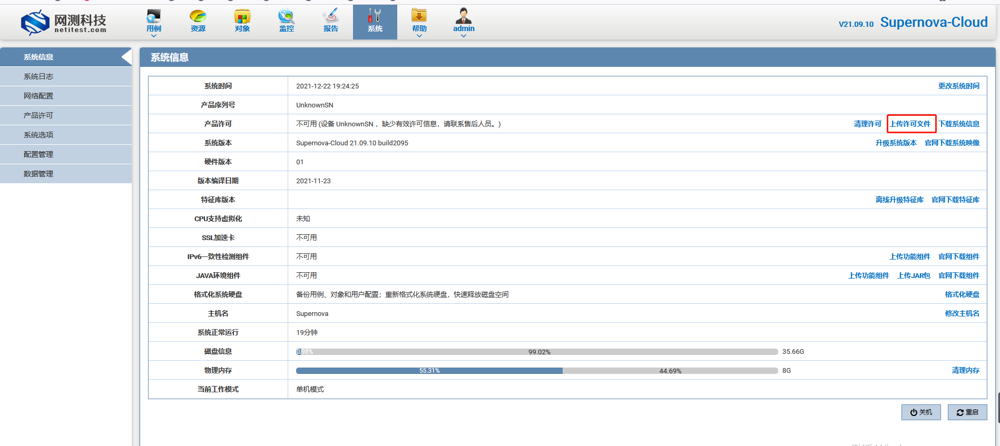 网测科技
netitest.com
用例
资源
对象
监控
报告
系统
帮助
admin
V21.09.10 Supernova-Cloud
系统信息
系统日志
网络配置
产品许可
系统选项
配置管理
数据管理
系统信息
系统时间 2021-12-22 19:24:25 更改系统时间
产品序列号 UnknownSN
产品许可 不可用 (设备 UnknownSN ，缺少有效许可信息，请联系售后人员。) 清理许可 上传许可文件 下载系统信息
系统版本 Supernova-Cloud 21.09.10 build2095 升级系统版本 官网下载系统映像
硬件版本 01
版本编译日期 2021-11-23
特征库版本 离线升级特征库 官网下载特征库
CPU支持虚拟化 未知
SSL加速卡 不可用
IPv6一致性检测组件 不可用 上传功能组件 官网下载组件
JAVA环境组件 不可用 上传功能组件 上传JAR包 官网下载组件
格式化系统硬盘 备份用例、对象和用户配置；重新格式化系统硬盘，快速释放磁盘空间 格式化硬盘
主机名 Supernova 修改主机名
系统正常运行 19分钟
磁盘信息 0.98% 99.02% 35.66G
物理内存 55.31% 44.69% 8G 清理内存
当前工作模式 单机模式
关机 重启